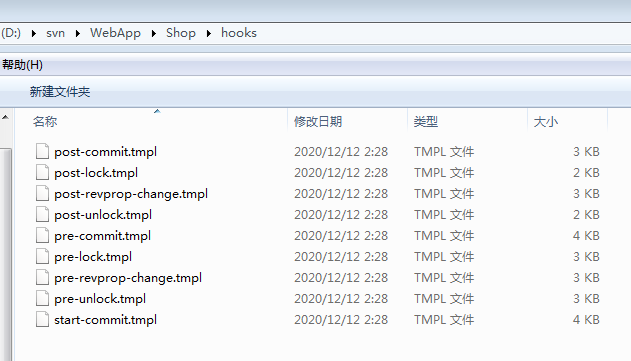 (D:) svn WebApp Shop hooks
帮助(H)
新建文件夹
名称 修改日期 类型 大小
post-commit.tmpl 2020/12/12 2:28 TMPL 文件 3 KB
post-lock.tmpl 2020/12/12 2:28 TMPL 文件 2 KB
post-revprop-change.tmpl 2020/12/12 2:28 TMPL 文件 3 KB
post-unlock.tmpl 2020/12/12 2:28 TMPL 文件 2 KB
pre-commit.tmpl 2020/12/12 2:28 TMPL 文件 4 KB
pre-lock.tmpl 2020/12/12 2:28 TMPL 文件 3 KB
pre-revprop-change.tmpl 2020/12/12 2:28 TMPL 文件 3 KB
pre-unlock.tmpl 2020/12/12 2:28 TMPL 文件 3 KB
start-commit.tmpl 2020/12/12 2:28 TMPL 文件 4 KB